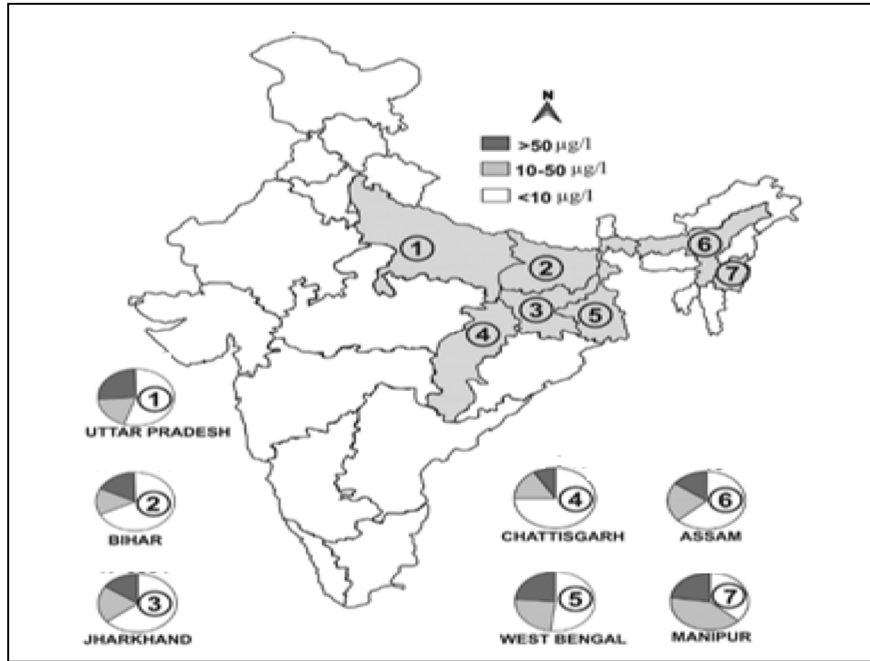 N
>50 µg/l
10-50 µg/l
<10 µg/l
1
2
3
4
5
6
7
1
UTTAR PRADESH
2
BIHAR
3
JHARKHAND
4
CHATTISGARH
5
WEST BENGAL
6
ASSAM
7
MANIPUR